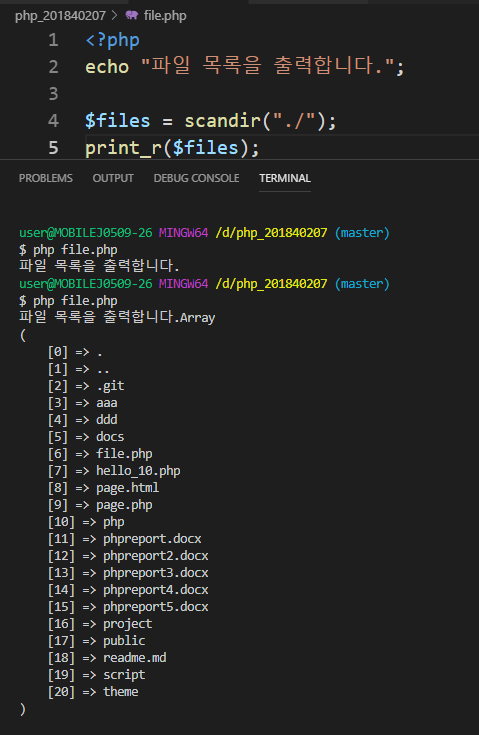 php_201840207 > file.php
1 <?php
2 echo "파일 목록을 출력합니다.";
3
4 $files = scandir("./");
5 print_r($files);
PROBLEMS OUTPUT DEBUG CONSOLE TERMINAL
user@MOBILEJ0509-26 MINGW64 /d/php_201840207 (master)
$ php file.php
파일 목록을 출력합니다.
user@MOBILEJ0509-26 MINGW64 /d/php_201840207 (master)
$ php file.php
파일 목록을 출력합니다.Array
(
    [0] => .
    [1] => ..
    [2] => .git
    [3] => aaa
    [4] => ddd
    [5] => docs
    [6] => file.php
    [7] => hello_10.php
    [8] => page.html
    [9] => page.php
    [10] => php
    [11] => phpreport.docx
    [12] => phpreport2.docx
    [13] => phpreport3.docx
    [14] => phpreport4.docx
    [15] => phpreport5.docx
    [16] => project
    [17] => public
    [18] => readme.md
    [19] => script
    [20] => theme
)